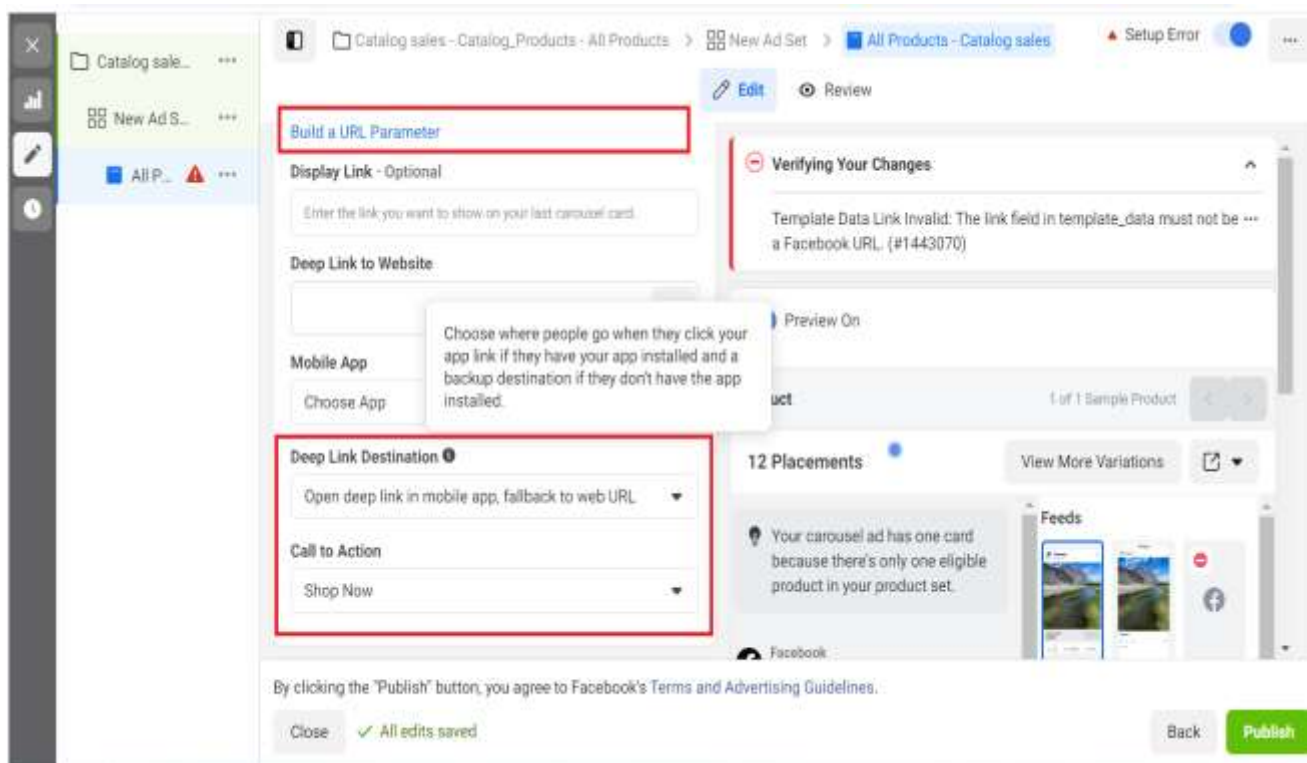 Catalog sales - Catalog_Products - All Products > New Ad Set > All Products - Catalog sales
Setup Error
Catalog sale...
New Ad S...
All P...
Edit
Review
Build a URL Parameter
Display Link - Optional
Enter the link you want to show on your last carousel card.
Deep Link to Website
Mobile App
Choose App
Choose where people go when they click your
app link if they have your app installed and a
backup destination if they don't have the app
installed.
Deep Link Destination
Open deep link in mobile app, fallback to web URL
Call to Action
Shop Now
Verifying Your Changes
Template Data Link Invalid: The link field in template_data must not be
a Facebook URL. (#1443070)
Preview On
uct
1 of 1 Sample Product
12 Placements
View More Variations
Your carousel ad has one card
because there's only one eligible
product in your product set.
Feeds
Facebook
By clicking the "Publish" button, you agree to Facebook's Terms and Advertising Guidelines.
Close
All edits saved
Back
Publish